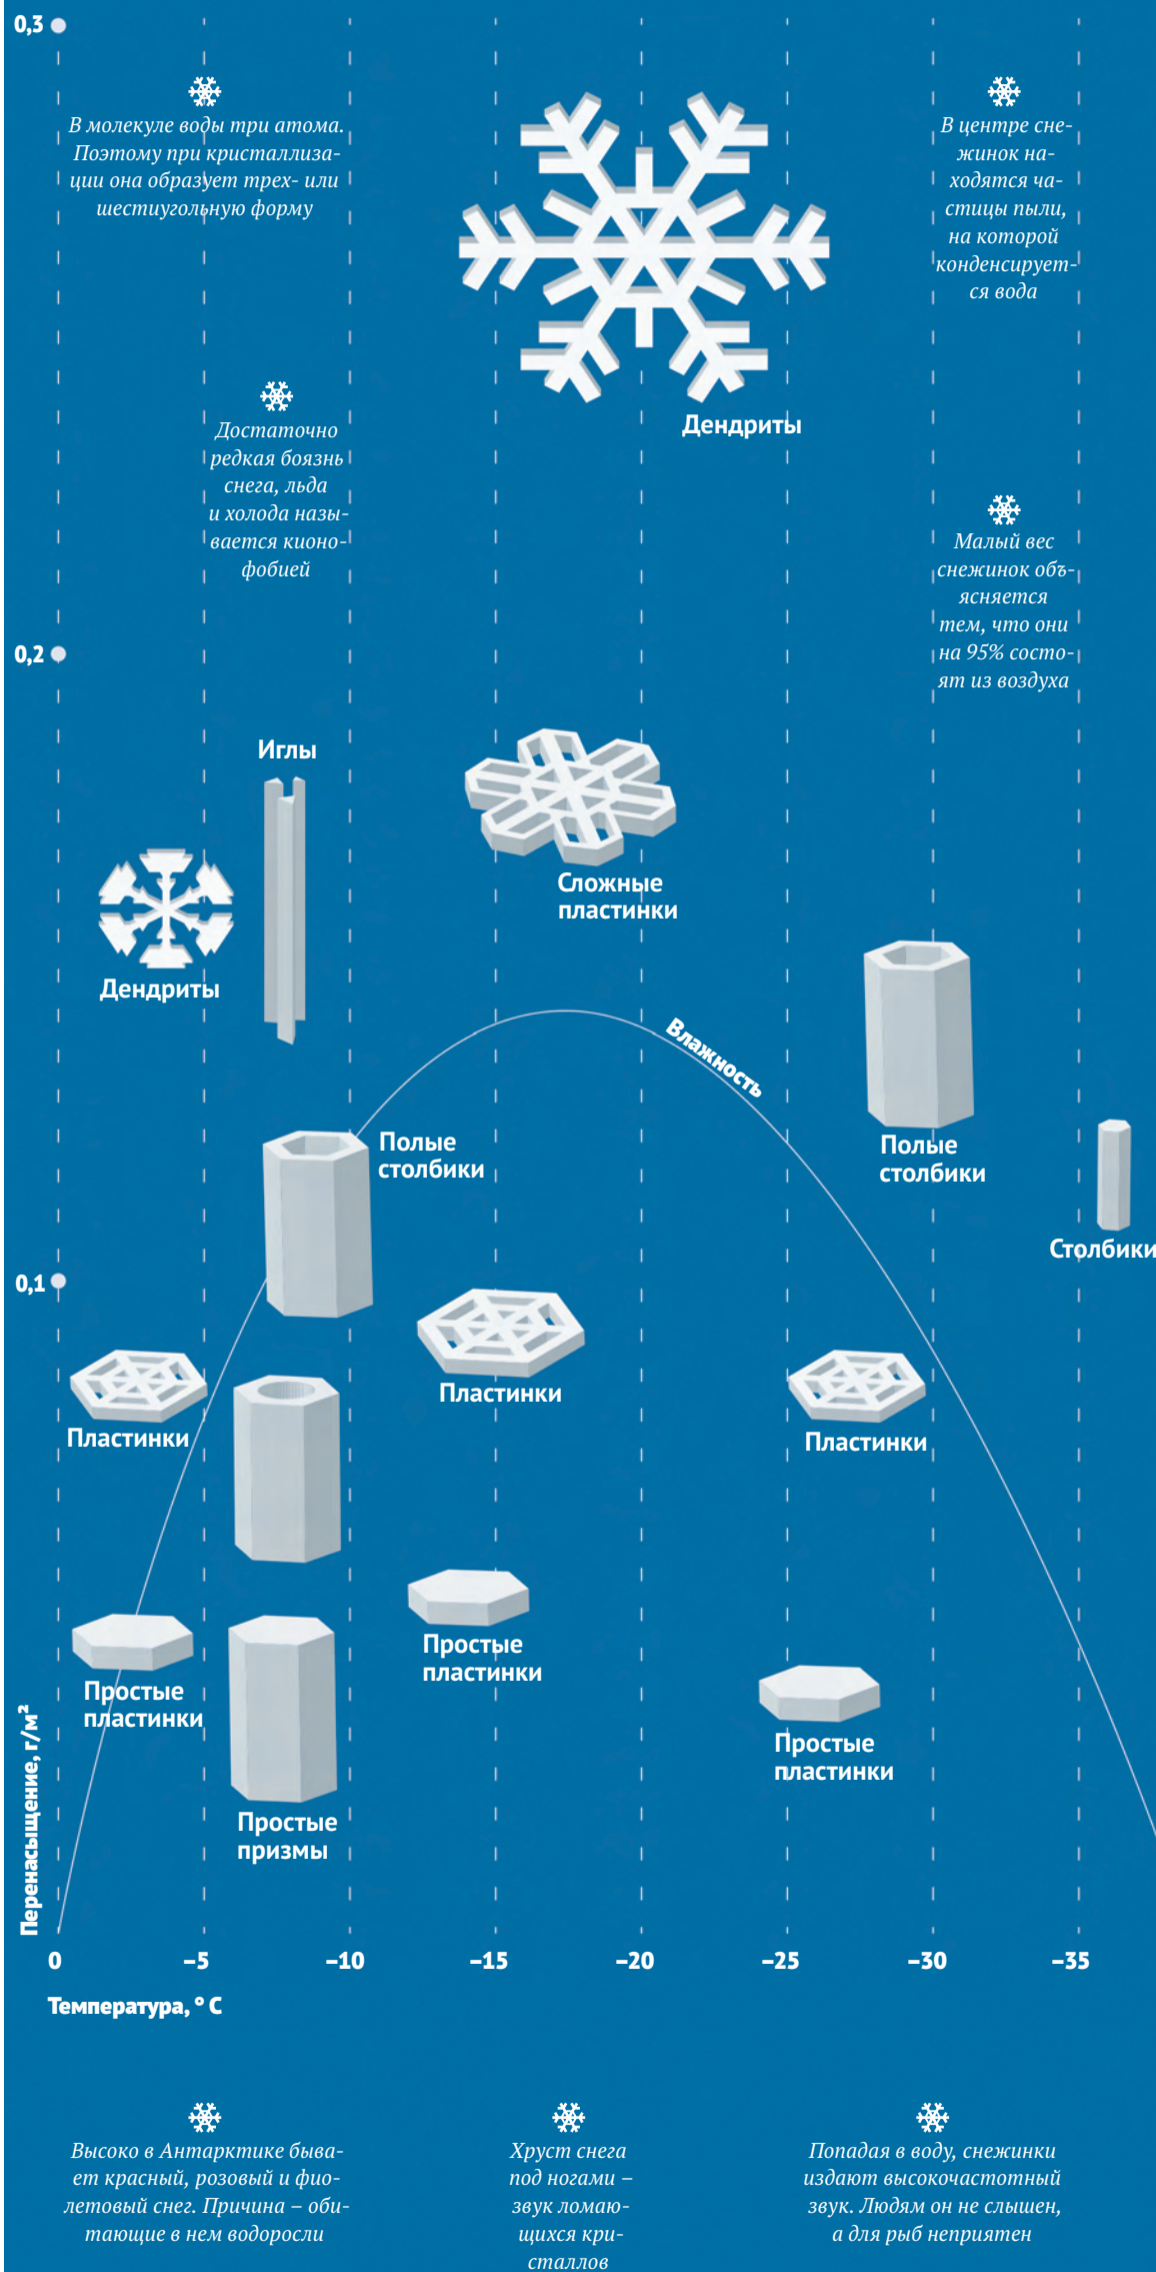 0,3
В молекуле воды три атома.
Поэтому при кристаллиза-
ции она образует трех- или
шестиугольную форму
В центре сне-
жинок на-
ходятся ча-
стицы пыли,
на которой
конденсирует-
ся вода
Дендриты
Достаточно
редкая боязнь
снега, льда
и холода назы-
вается кионо-
фобией
Малый вес
снежинок объ-
ясняется
тем, что они
на 95% состо-
ят из воздуха
0,2
Иглы
Сложные
пластинки
Дендриты
Влажность
Полые
столбики
Полые
столбики
Столбики
0,1
Пластинки
Пластинки
Пластинки
Простые
пластинки
Простые
пластинки
Простые
пластинки
Простые
призмы
Перенасыщение, г/м²
0
–5
–10
–15
–20
–25
–30
–35
Температура, ° С
Высоко в Антарктике быва-
ет красный, розовый и фио-
летовый снег. Причина – оби-
тающие в нем водоросли
Хруст снега
под ногами –
звук ломаю-
щихся кри-
сталлов
Попадая в воду, снежинки
издают высокочастотный
звук. Людям он не слышен,
а для рыб неприятен